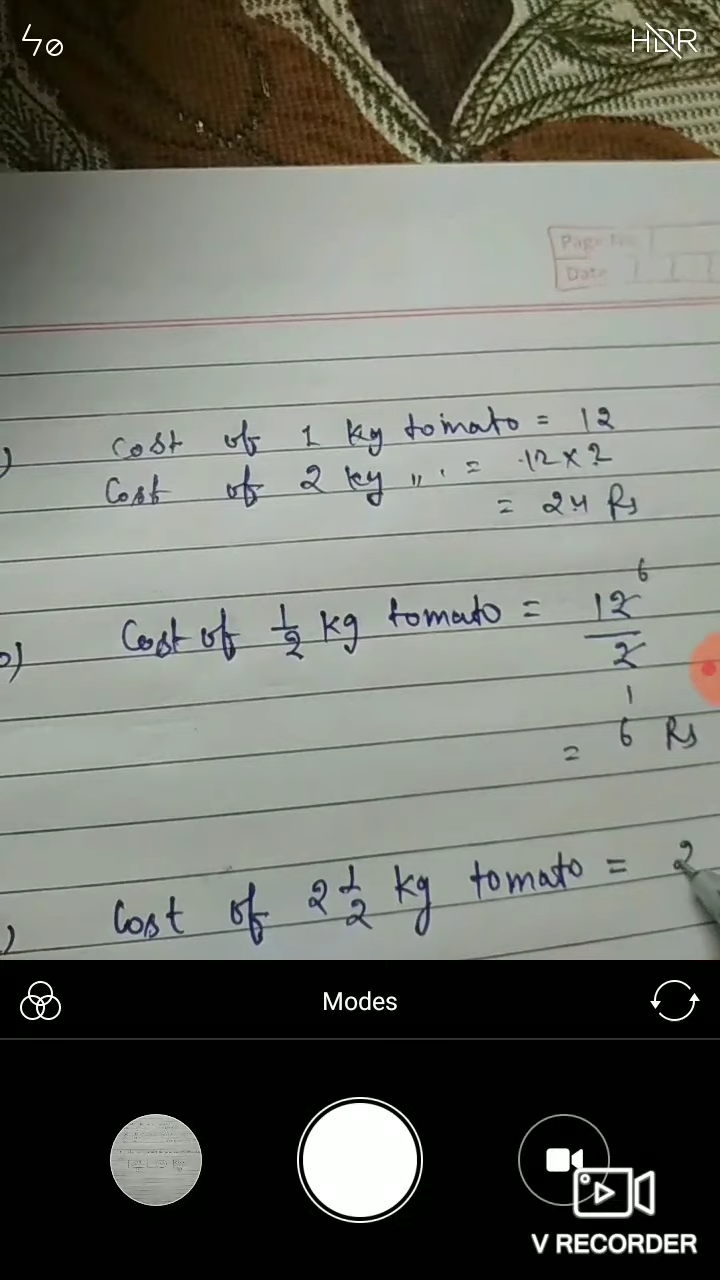 HDR
Page No.
Date
) Cost of 1 kg tomato = 12
Cost of 2 kg ,, . = 12 x 2
= 24 Rs
6
b) Cost of 1/2 kg tomato = 12/2
1
= 6 Rs
) Cost of 2 1/2 kg tomato = 2
Modes
V RECORDER